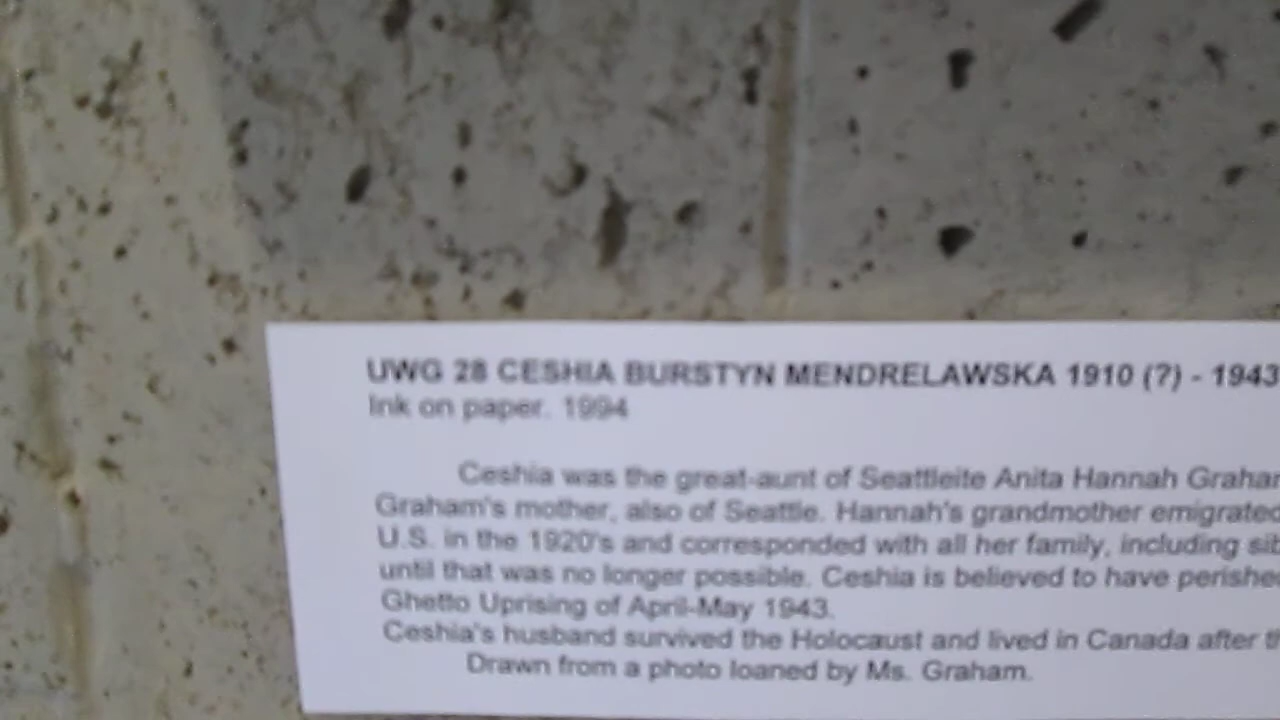 UWG 28 CESHIA BURSTYN MENDRELAWSKA 1910 (?) - 1943
Ink on paper. 1994
Ceshia was the great-aunt of Seattleite Anita Hannah
Graham's mother, also of Seattle. Hannah's grandmother emigrated
U.S. in the 1920's and corresponded with all her family, including
until that was no longer possible. Ceshia is believed to have
Ghetto Uprising of April-May 1943.
Ceshia's husband survived the Holocaust and lived in Canada after
Drawn from a photo loaned by Ms. Graham.